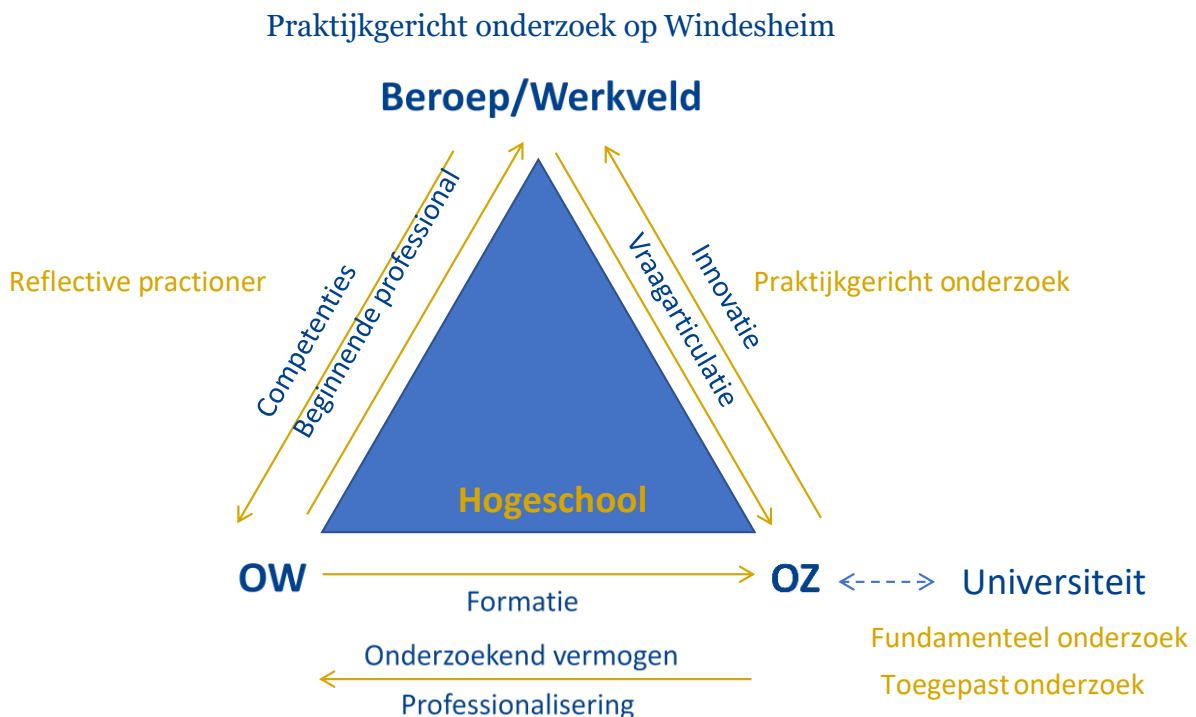 Praktijkgericht onderzoek op Windesheim
Beroep/Werkveld
Reflective practioner
Competenties
Beginnende professional
Vraagarticulatie
Innovatie
Praktijkgericht onderzoek
Hogeschool
OW
OZ
Universiteit
Formatie
Fundamenteel onderzoek
Onderzoekend vermogen
Toegepast onderzoek
Professionalisering